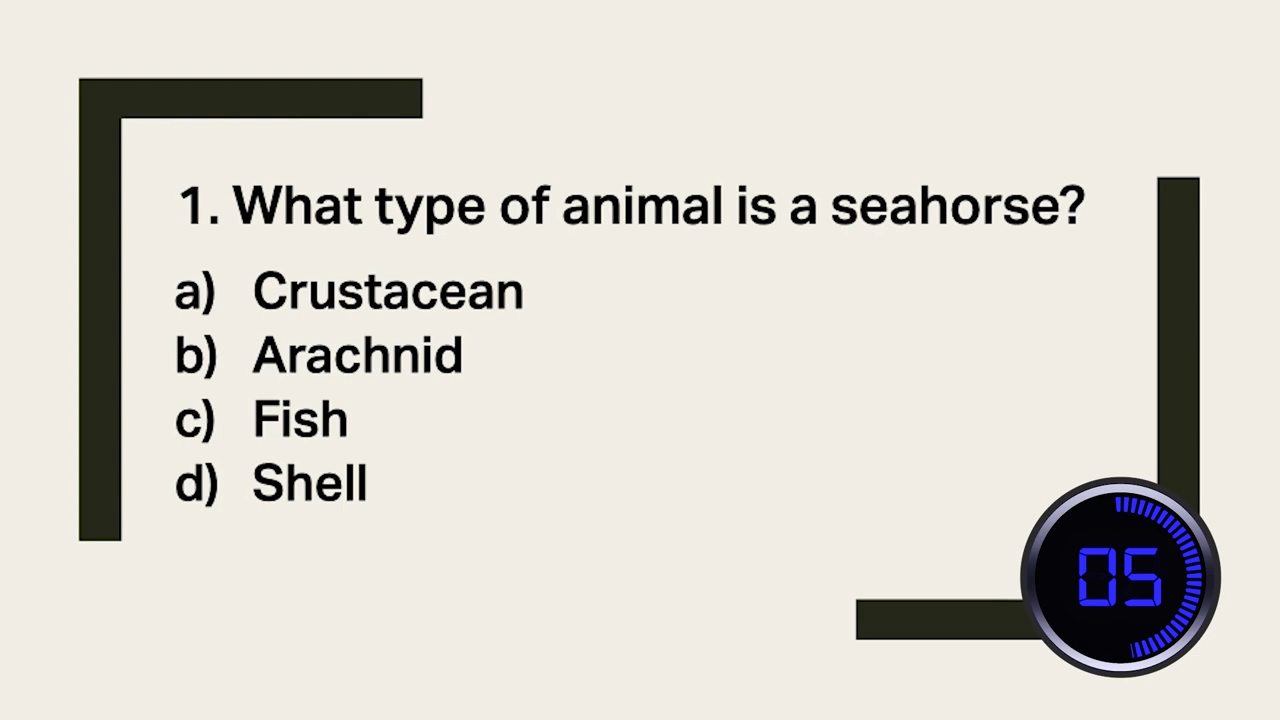 1. What type of animal is a seahorse?
a) Crustacean
b) Arachnid
c) Fish
d) Shell
05